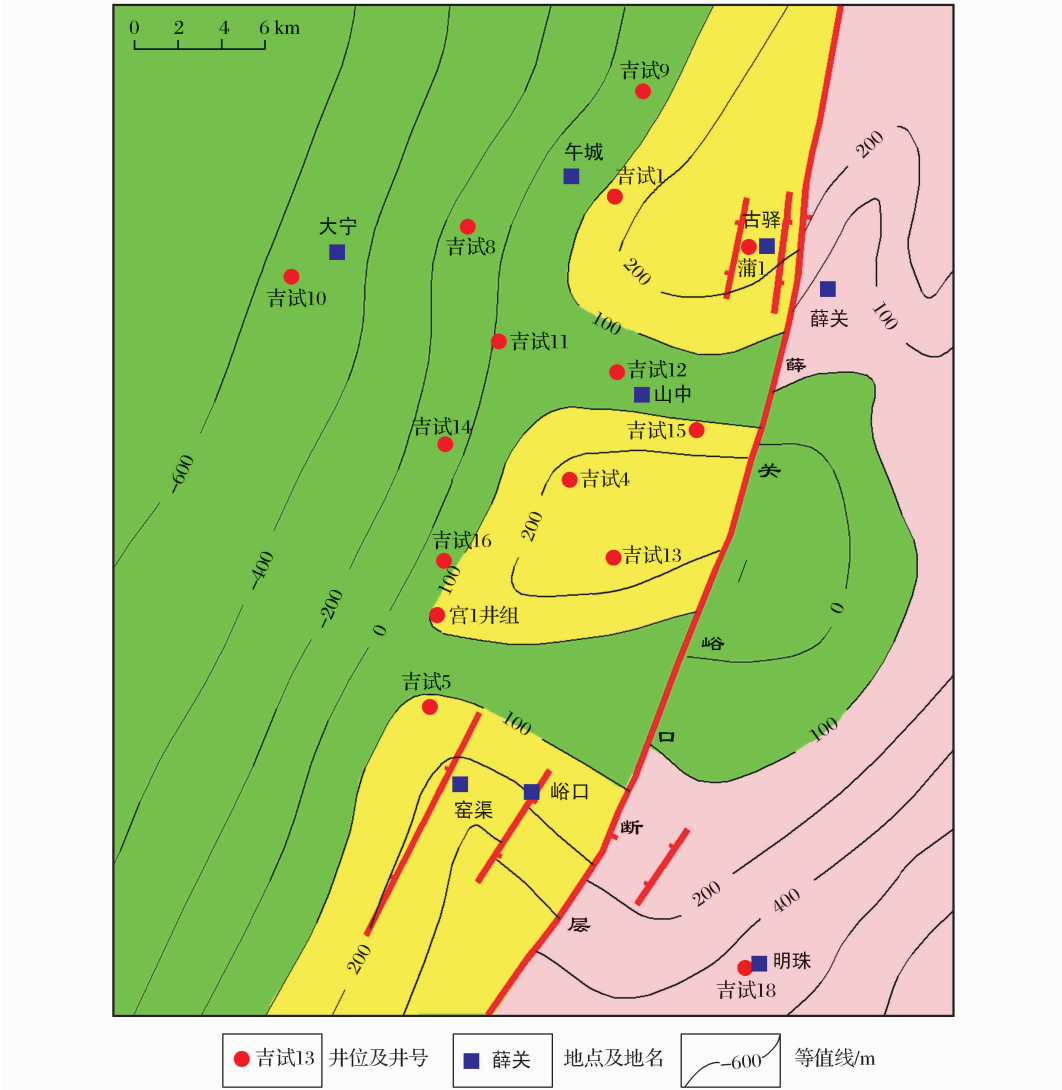 0 2 4 6 km
吉试9
200
午城
吉试1
古驿
大宁
吉试8
蒲1
200
吉试10
薛关
100
100
吉试11
薛
吉试12
山中
吉试14
吉试15
-600
关
吉试4
200
吉试16
吉试13
-400
100
-200
0
宫1井组
0
峪
吉试5
100
100
口
窑渠
峪口
断
200
400
层
200
明珠
吉试18
吉试13 井位及井号
薛关 地点及地名
-600 等值线/m